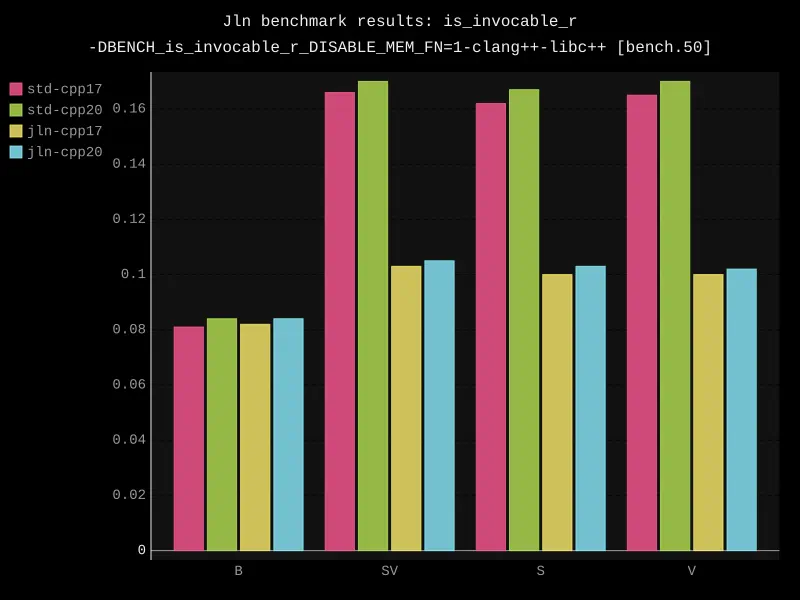 Jln benchmark results: is_invocable_r
-DBENCH_is_invocable_r_DISABLE_MEM_FN=1-clang++-libc++ [bench.50]
std-cpp17
std-cpp20
jln-cpp17
jln-cpp20
0.16
0.14
0.12
0.1
0.08
0.06
0.04
0.02
0
B SV S V